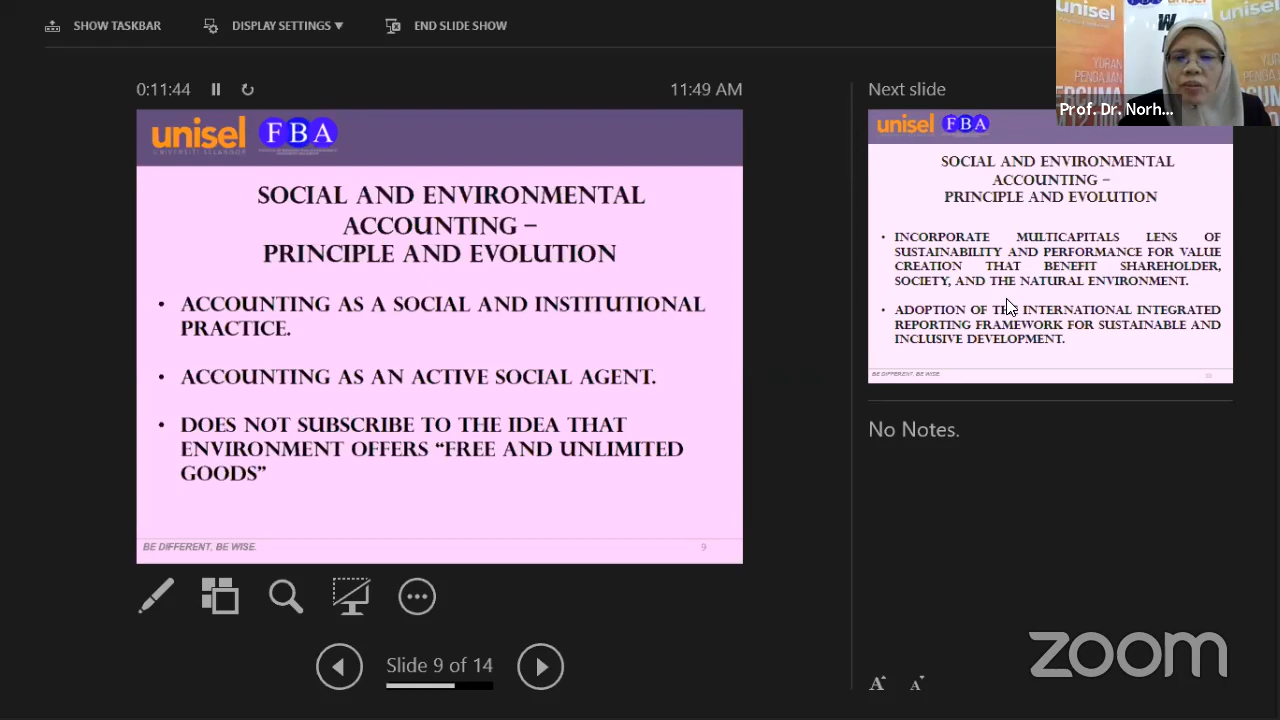 SHOW TASKBAR
DISPLAY SETTINGS ▼
END SLIDE SHOW
0:11:44
11:49 AM
unisel
FBA
SOCIAL AND ENVIRONMENTAL
ACCOUNTING –
PRINCIPLE AND EVOLUTION
• ACCOUNTING AS A SOCIAL AND INSTITUTIONAL
PRACTICE.
• ACCOUNTING AS AN ACTIVE SOCIAL AGENT.
• DOES NOT SUBSCRIBE TO THE IDEA THAT
ENVIRONMENT OFFERS “FREE AND UNLIMITED
GOODS”
BE DIFFERENT, BE WISE.
9
Slide 9 of 14
Next slide
unisel
FBA
SOCIAL AND ENVIRONMENTAL
ACCOUNTING –
PRINCIPLE AND EVOLUTION
• INCORPORATE MULTICAPITALS LENS OF
SUSTAINABILITY AND PERFORMANCE FOR VALUE
CREATION THAT BENEFIT SHAREHOLDER,
SOCIETY, AND THE NATURAL ENVIRONMENT.
• ADOPTION OF THE INTERNATIONAL INTEGRATED
REPORTING FRAMEWORK FOR SUSTAINABLE AND
INCLUSIVE DEVELOPMENT.
BE DIFFERENT, BE WISE.
No Notes.
A A
unisel
unisel
YURAN
PENGAJIAN
Prof. Dr. Norh...
zoom